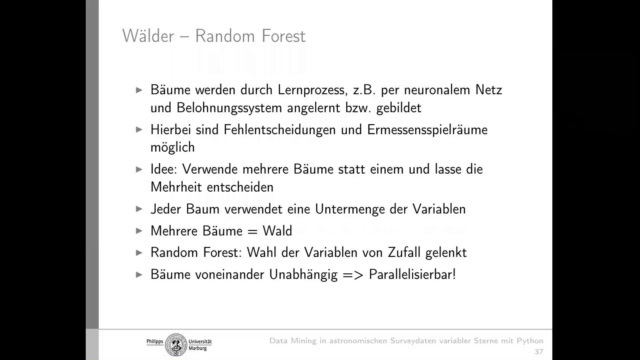 Wälder – Random Forest
▶ Bäume werden durch Lernprozess, z.B. per neuronalem Netz
und Belohnungssystem angelernt bzw. gebildet
▶ Hierbei sind Fehlentscheidungen und Ermessensspielräume
möglich
▶ Idee: Verwende mehrere Bäume statt einem und lasse die
Mehrheit entscheiden
▶ Jeder Baum verwendet eine Untermenge der Variablen
▶ Mehrere Bäume = Wald
▶ Random Forest: Wahl der Variablen von Zufall gelenkt
▶ Bäume voneinander Unabhängig => Parallelisierbar!
Philipps Universität
Marburg
Data Mining in astronomischen Surveydaten variabler Sterne mit Python
37